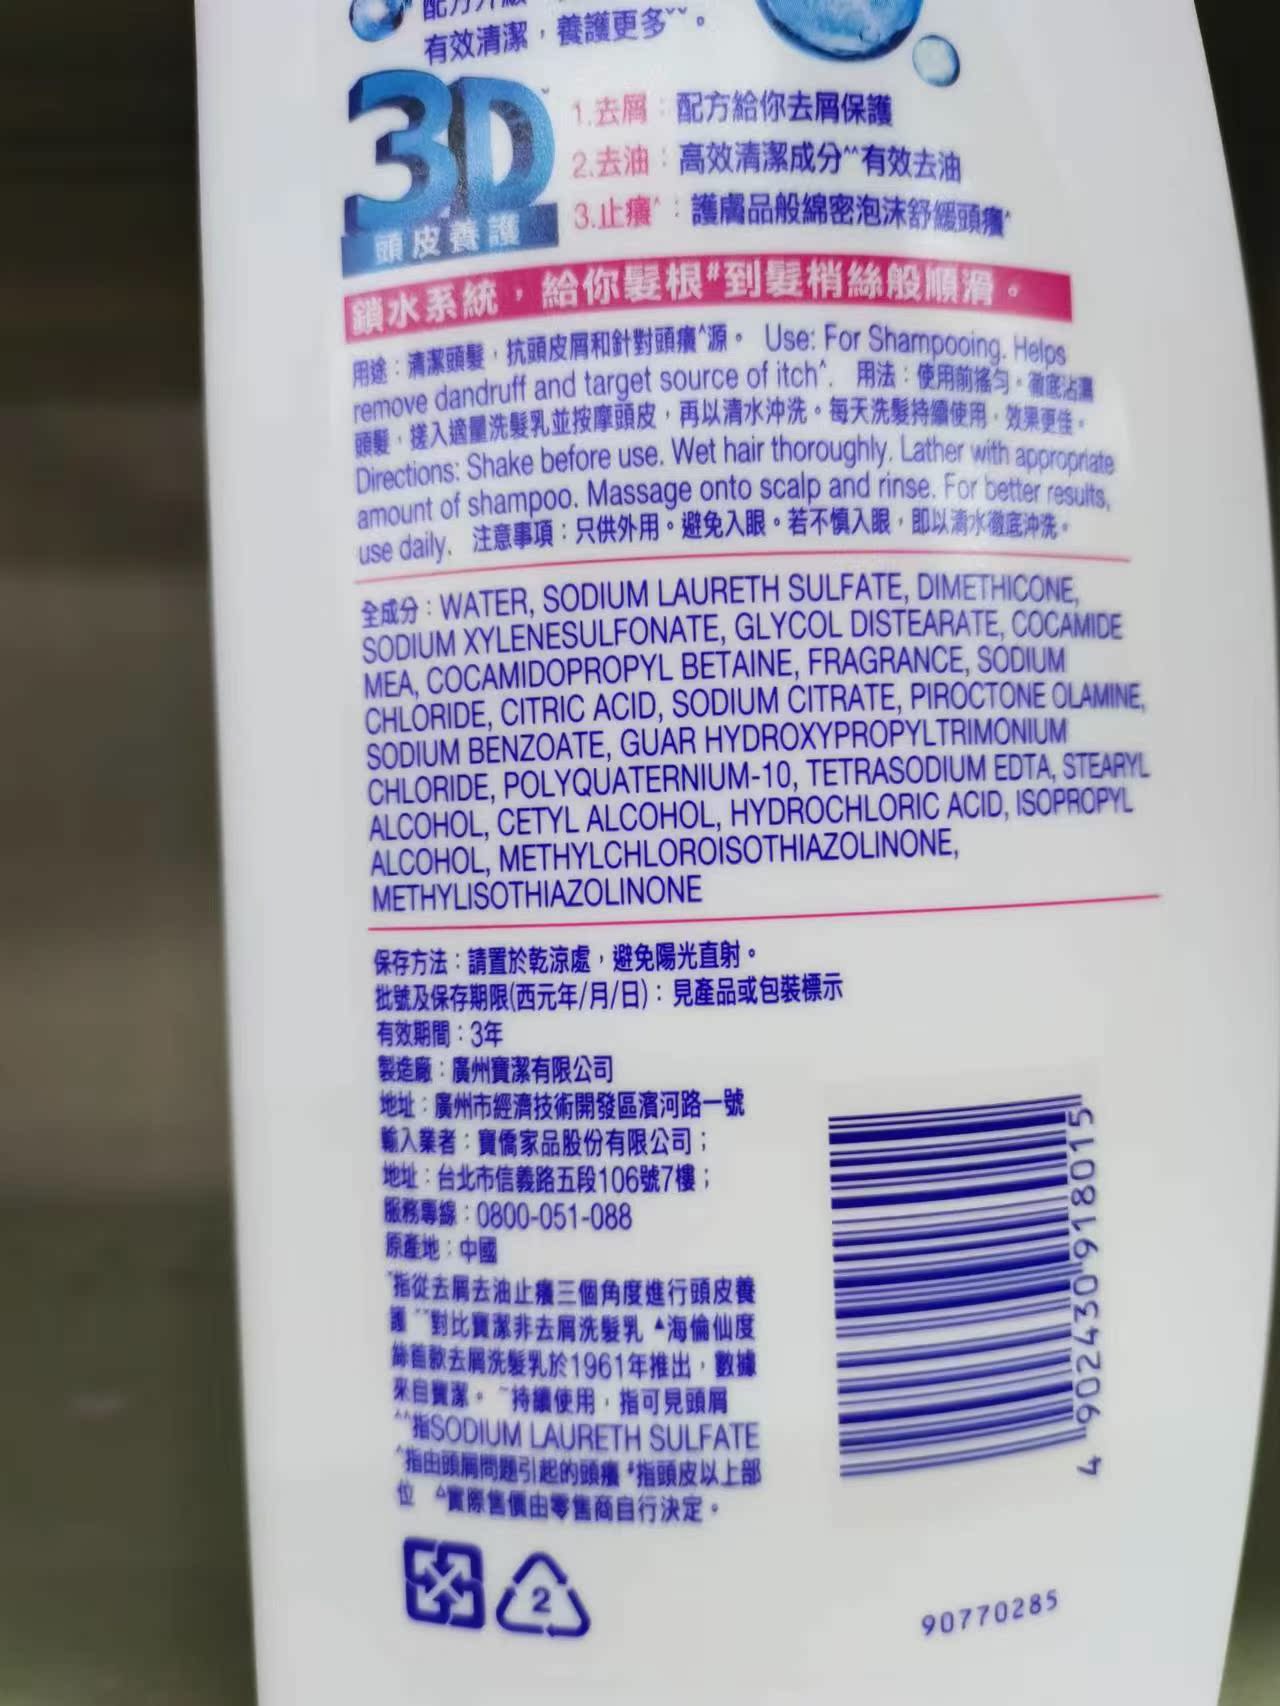 有效清潔，養護更多˜˜。
3D
頭皮養護
1.去屑：配方給你去屑保護
2.去油：高效清潔成分^^有效去油
3.止癢^：護膚品般綿密泡沫舒緩頭癢^
鎖水系統，給你髮根#到髮梢絲般順滑。
用途：清潔頭髮，抗頭皮屑和針對頭癢^源。 Use: For Shampooing. Helps
remove dandruff and target source of itch^. 用法：使用前搖勻。徹底沾濕
頭髮，搓入適量洗髮乳並按摩頭皮，再以清水沖洗。每天洗髮持續使用，效果更佳。
Directions: Shake before use. Wet hair thoroughly. Lather with appropriate
amount of shampoo. Massage onto scalp and rinse. For better results,
use daily. 注意事項：只供外用。避免入眼。若不慎入眼，即以清水徹底沖洗。
全成分：WATER, SODIUM LAURETH SULFATE, DIMETHICONE,
SODIUM XYLENESULFONATE, GLYCOL DISTEARATE, COCAMIDE
MEA, COCAMIDOPROPYL BETAINE, FRAGRANCE, SODIUM
CHLORIDE, CITRIC ACID, SODIUM CITRATE, PIROCTONE OLAMINE,
SODIUM BENZOATE, GUAR HYDROXYPROPYLTRIMONIUM
CHLORIDE, POLYQUATERNIUM-10, TETRASODIUM EDTA, STEARYL
ALCOHOL, CETYL ALCOHOL, HYDROCHLORIC ACID, ISOPROPYL
ALCOHOL, METHYLCHLOROISOTHIAZOLINONE,
METHYLISOTHIAZOLINONE
保存方法：請置於乾涼處，避免陽光直射。
批號及保存期限(西元年/月/日)：見產品或包裝標示
有效期間：3年
製造廠：廣州寶潔有限公司
地址：廣州市經濟技術開發區濱河路一號
輸入業者：寶僑家品股份有限公司；
地址：台北市信義路五段106號7樓；
服務專線：0800-051-088
原產地：中國
ˇ指從去屑去油止癢三個角度進行頭皮養
護 ˜˜對比寶潔非去屑洗髮乳 ▲海倫仙度
絲首款去屑洗髮乳於1961年推出，數據
來自寶潔。 ˜持續使用，指可見頭屑
^^指SODIUM LAURETH SULFATE
^指由頭屑問題引起的頭癢 #指頭皮以上部
位 △實際售價由零售商自行決定。
4 902430 918015
2
90770285